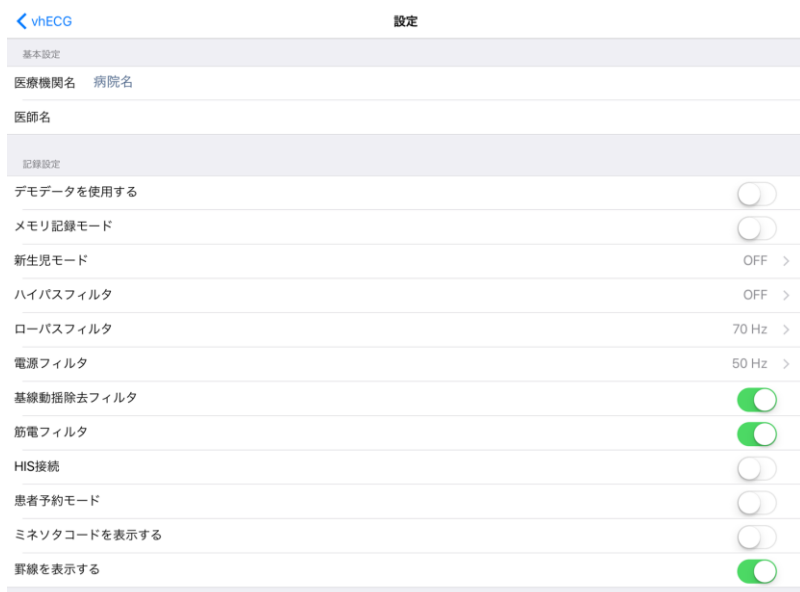 vhECG
設定
基本設定
医療機関名 病院名
医師名
記録設定
デモデータを使用する
メモリ記録モード
新生児モード OFF
ハイパスフィルタ OFF
ローパスフィルタ 70 Hz
電源フィルタ 50 Hz
基線動揺除去フィルタ
筋電フィルタ
HIS接続
患者予約モード
ミネソタコードを表示する
罫線を表示する